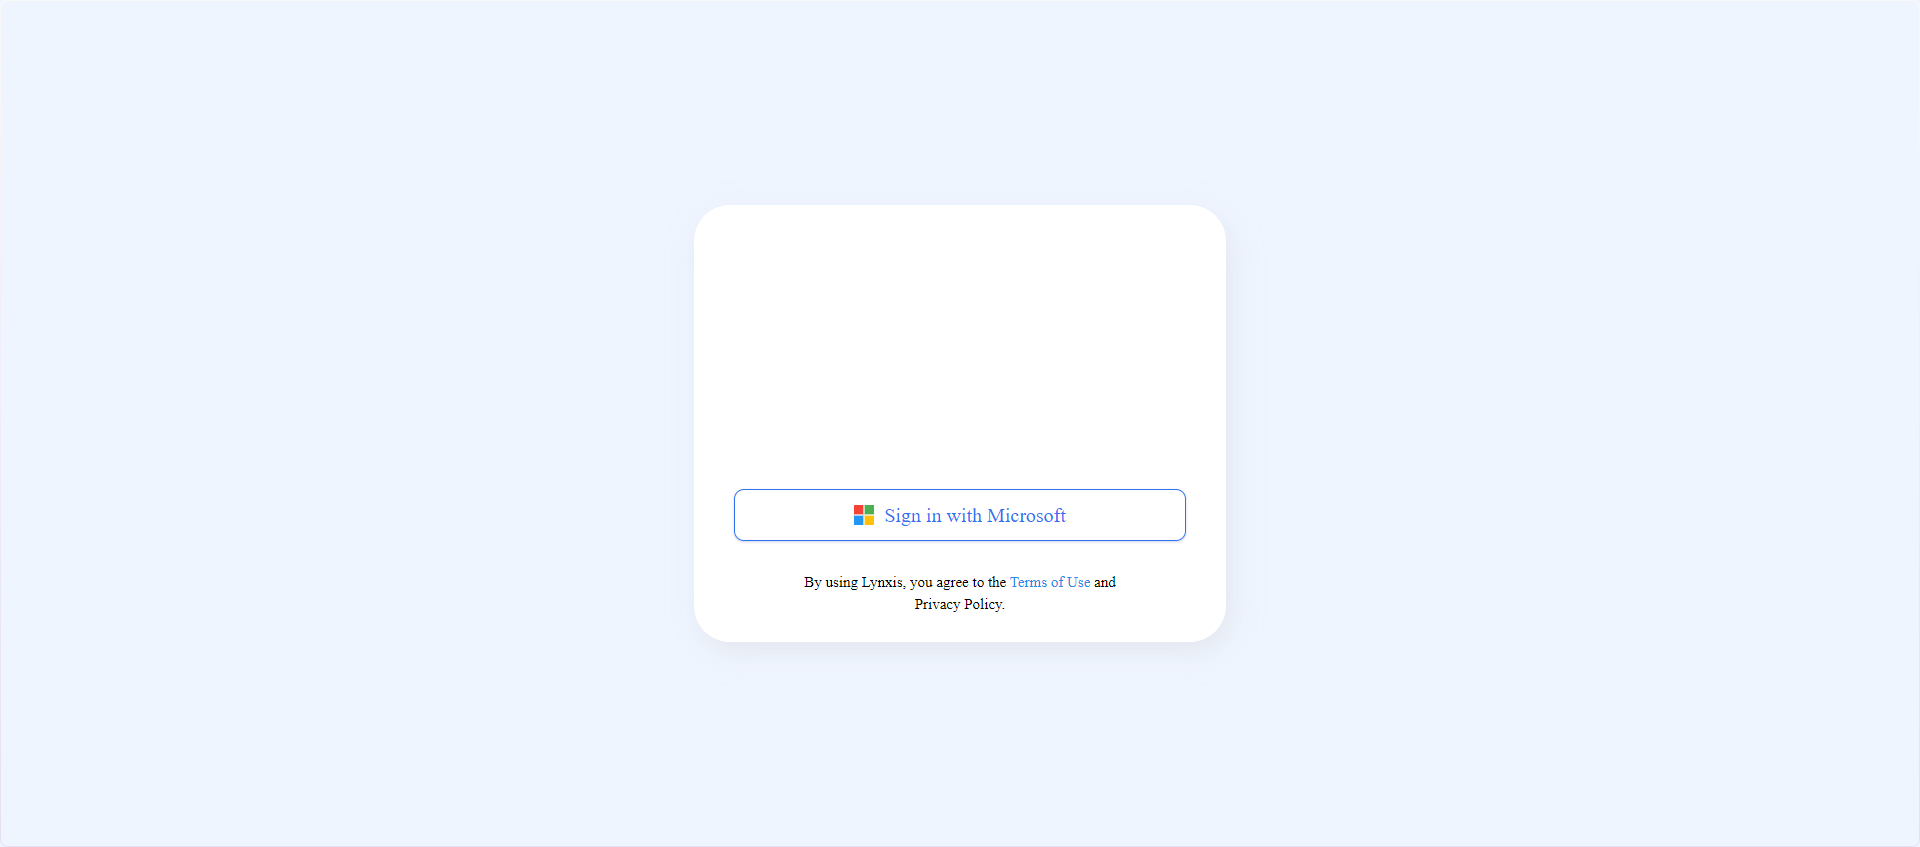 Sign in with Microsoft
By using Lynxis, you agree to the Terms of Use and
Privacy Policy.